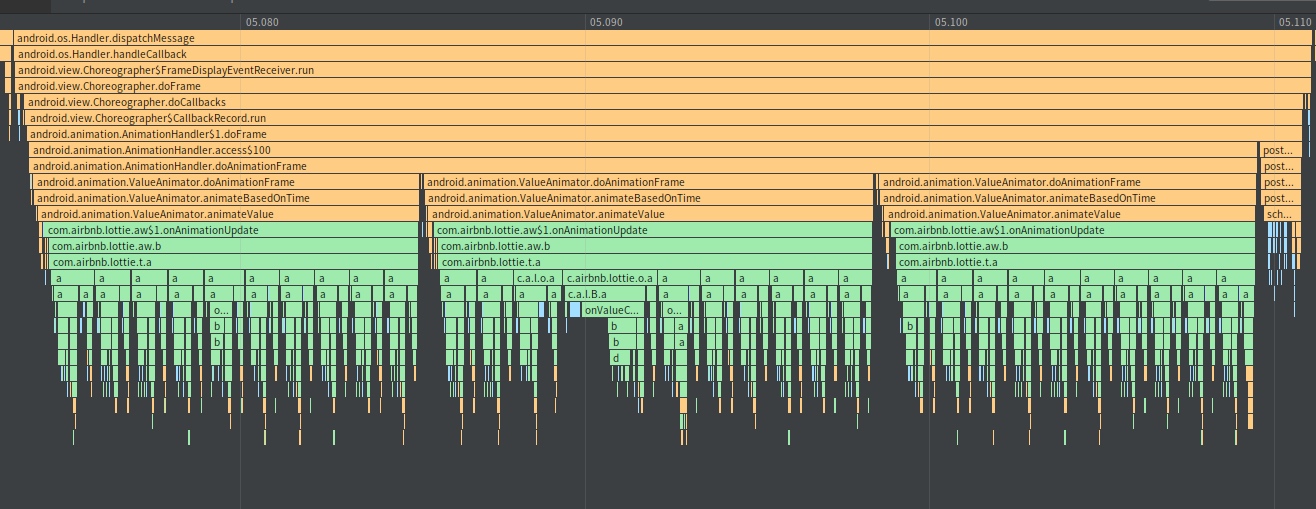 05.080 05.090 05.100 05.110
android.os.Handler.dispatchMessage
android.os.Handler.handleCallback
android.view.Choreographer$FrameDisplayEventReceiver.run
android.view.Choreographer.doFrame
android.view.Choreographer.doCallbacks
android.view.Choreographer$CallbackRecord.run
android.animation.AnimationHandler$1.doFrame
android.animation.AnimationHandler.access$100 post...
android.animation.AnimationHandler.doAnimationFrame post...
android.animation.ValueAnimator.doAnimationFrame android.animation.ValueAnimator.doAnimationFrame android.animation.ValueAnimator.doAnimationFrame post...
android.animation.ValueAnimator.animateBasedOnTime android.animation.ValueAnimator.animateBasedOnTime android.animation.ValueAnimator.animateBasedOnTime post...
android.animation.ValueAnimator.animateValue android.animation.ValueAnimator.animateValue android.animation.ValueAnimator.animateValue sch...
com.airbnb.lottie.aw$1.onAnimationUpdate com.airbnb.lottie.aw$1.onAnimationUpdate com.airbnb.lottie.aw$1.onAnimationUpdate
com.airbnb.lottie.aw.b com.airbnb.lottie.aw.b com.airbnb.lottie.aw.b
com.airbnb.lottie.t.a com.airbnb.lottie.t.a com.airbnb.lottie.t.a
a a a a a a a a a a a a c.a.l.o.a c.airbnb.lottie.o.a a a a a a a a a a a a a a a a
a a a a a a a a a a a a a a c.a.l.B.a a a a a a a a a a a a a a a a a
o... onValueC... o...
b b a b
b b a
d